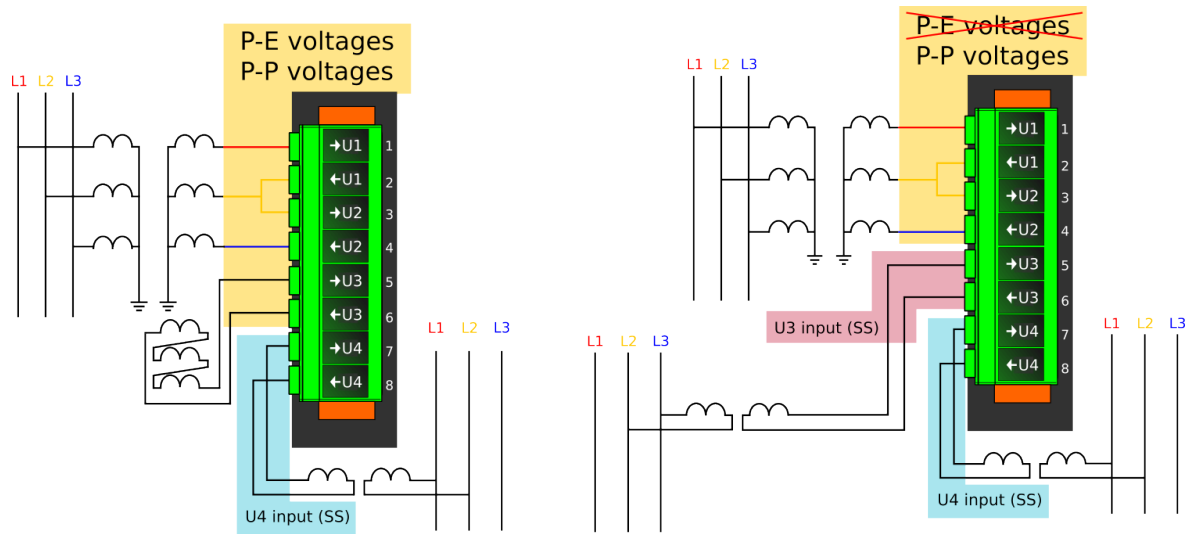 P-E voltages
P-P voltages
L1 L2 L3
→U1 1
←U1 2
→U2 3
←U2 4
→U3 5
←U3 6
→U4 7
←U4 8
L1 L2 L3
U4 input (SS)
P-E voltages
P-P voltages
L1 L2 L3
→U1 1
←U1 2
→U2 3
←U2 4
→U3 5
←U3 6
→U4 7
←U4 8
U3 input (SS)
L1 L2 L3
L1 L2 L3
U4 input (SS)